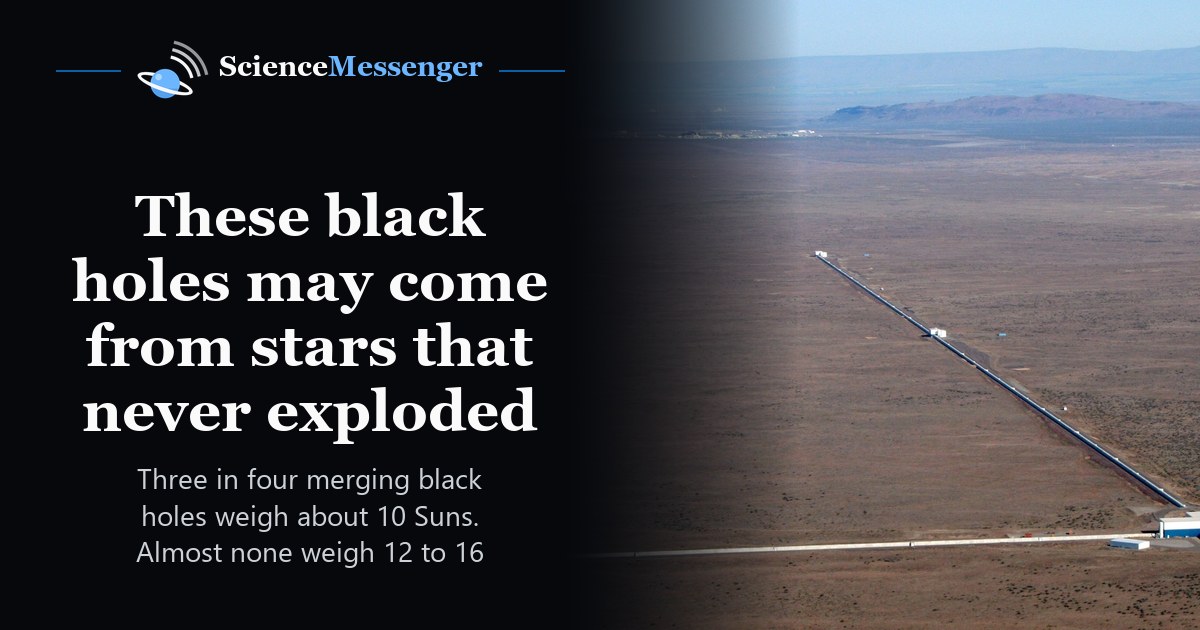 ScienceMessenger
These black
holes may come
from stars that
never exploded
Three in four merging black
holes weigh about 10 Suns.
Almost none weigh 12 to 16